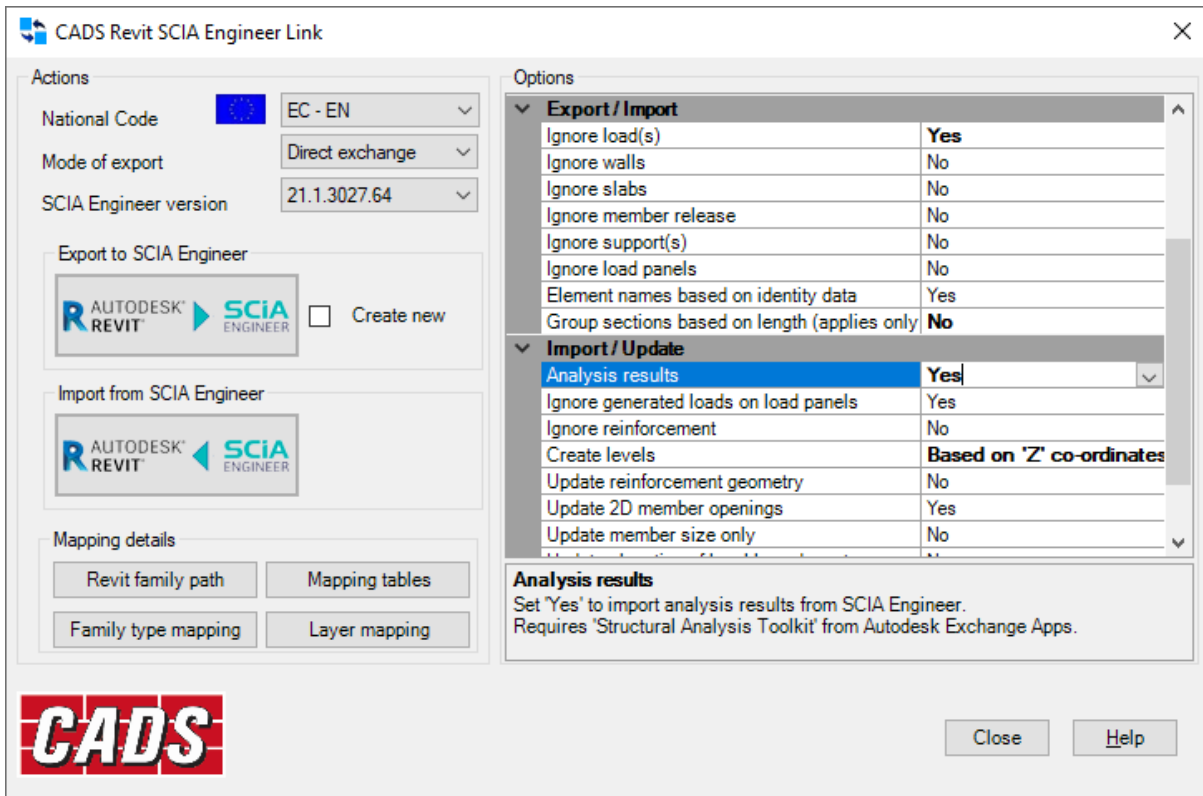 CADS Revit SCIA Engineer Link
Actions
National Code
EC - EN
Mode of export
Direct exchange
SCIA Engineer version
21.1.3027.64
Export to SCIA Engineer
R AUTODESK® REVIT® SCiA ENGINEER
Create new
Import from SCIA Engineer
R AUTODESK® REVIT® SCiA ENGINEER
Mapping details
Revit family path
Mapping tables
Family type mapping
Layer mapping
Options
Export / Import
Ignore load(s) Yes
Ignore walls No
Ignore slabs No
Ignore member release No
Ignore support(s) No
Ignore load panels No
Element names based on identity data Yes
Group sections based on length (applies only No
Import / Update
Analysis results Yes
Ignore generated loads on load panels Yes
Ignore reinforcement No
Create levels Based on 'Z' co-ordinates
Update reinforcement geometry No
Update 2D member openings Yes
Update member size only No
Analysis results
Set 'Yes' to import analysis results from SCIA Engineer.
Requires 'Structural Analysis Toolkit' from Autodesk Exchange Apps.
CADS
Close
Help